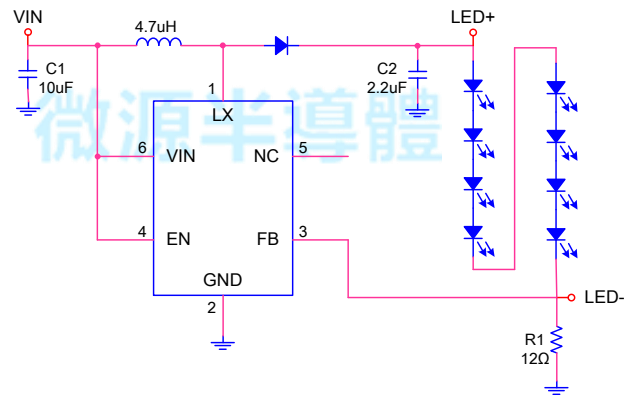 VIN
4.7uH
LED+
C1
10uF
C2
2.2uF
1
LX
微源半導體
6
VIN
NC
5
4
EN
FB
3
GND
2
LED-
R1
12Ω